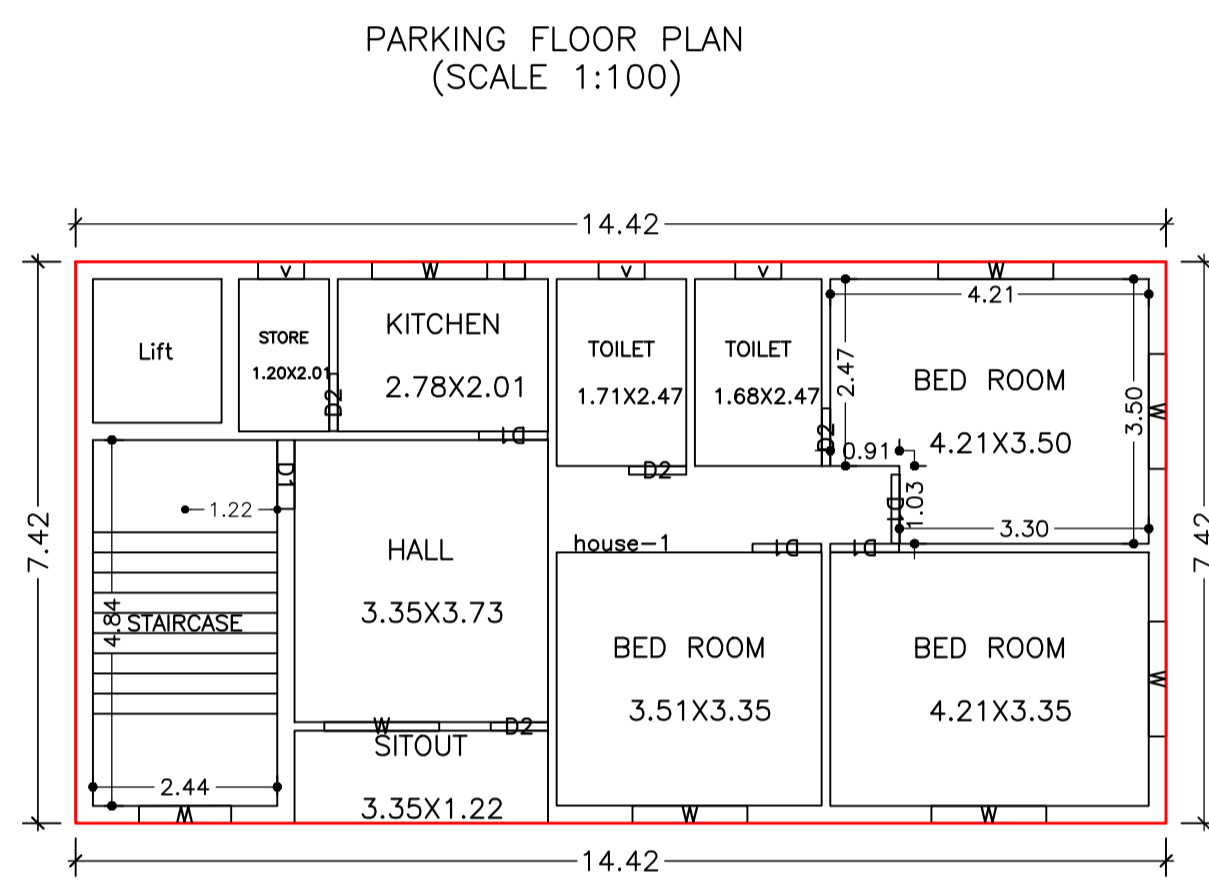 PARKING FLOOR PLAN
(SCALE 1:100)
14.42
V
W
V
V
W
4.21
Lift
STORE
1.20X2.01
D2
KITCHEN
2.78X2.01
D1
TOILET
1.71X2.47
D2
TOILET
1.68X2.47
D2
2.47
BED ROOM
4.21X3.50
3.50
W
0.91
1.03
D1
3.30
7.42
7.42
D1
1.22
4.84
STAIRCASE
2.44
W
HALL
3.35X3.73
W
D2
SITOUT
3.35X1.22
house-1
D1
D1
BED ROOM
3.51X3.35
W
BED ROOM
4.21X3.35
W
W
14.42